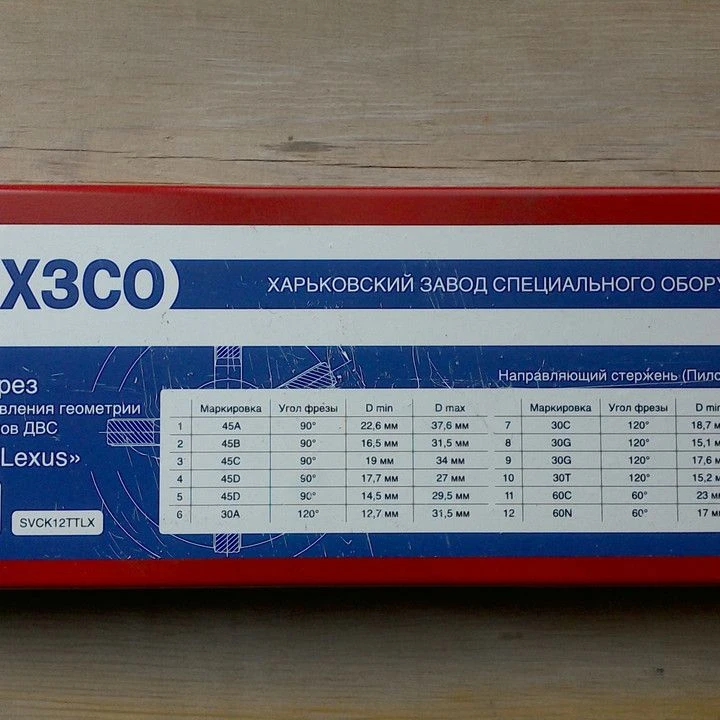 ХЗСО
ХАРЬКОВСКИЙ ЗАВОД СПЕЦИАЛЬНОГО ОБОРУ
рез
вления геометрии
ов ДВС
Lexus»
SVCK12TTLX
Направляющий стержень (Пило
Маркировка Угол фрезы D min D max
1 45A 90° 22,6 мм 37,6 мм
2 45B 90° 16,5 мм 31,5 мм
3 45C 90° 19 мм 34 мм
4 45D 90° 17,7 мм 27 мм
5 45D 90° 14,5 мм 29,5 мм
6 30A 120° 12,7 мм 31,5 мм
Маркировка Угол фрезы D min
7 30C 120° 18,7 м
8 30G 120° 15,1 м
9 30G 120° 17,6 м
10 30T 120° 15,2 м
11 60C 60° 23 мм
12 60N 60° 17 мм